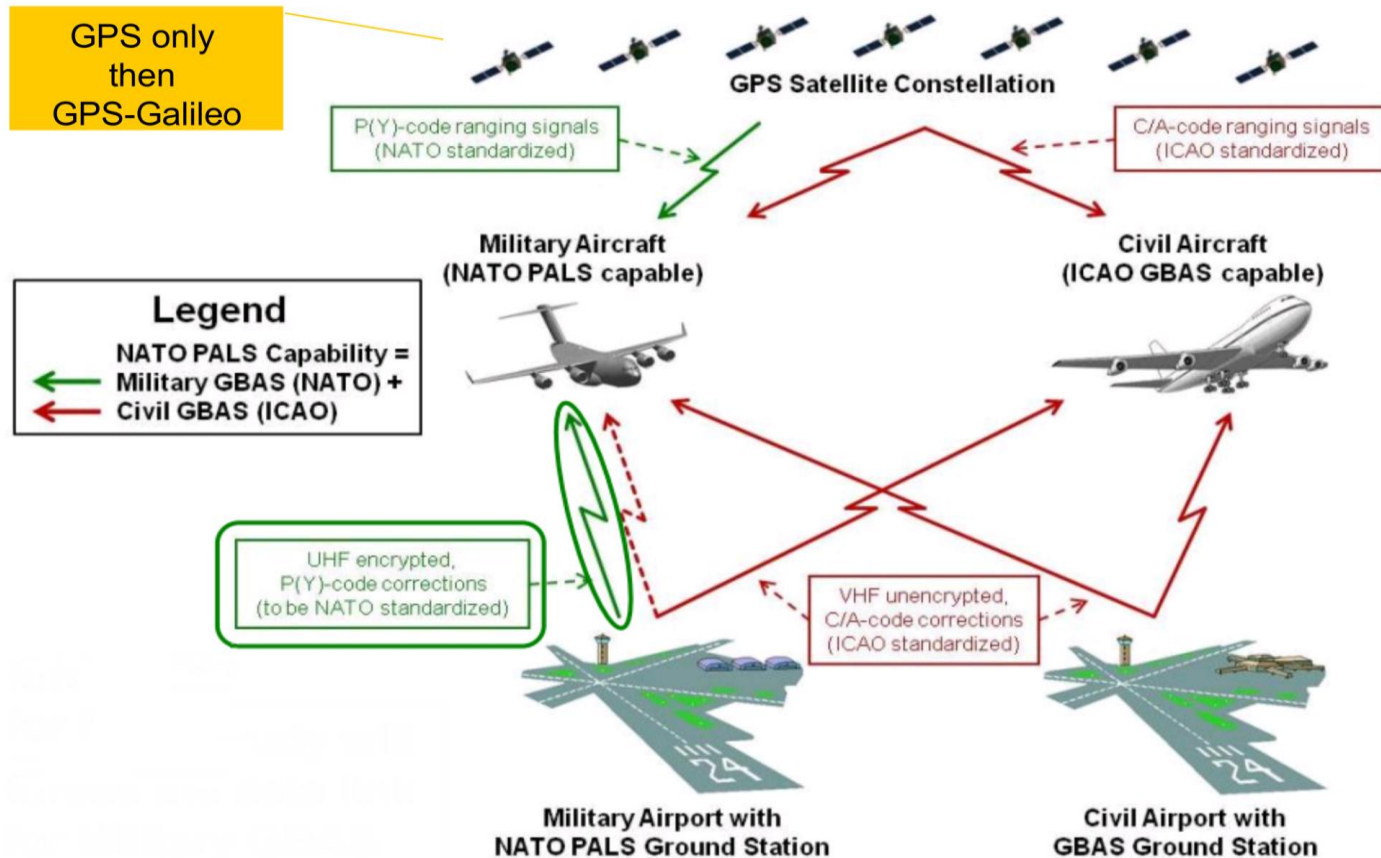 GPS only
then
GPS-Galileo
GPS Satellite Constellation
P(Y)-code ranging signals
(NATO standardized)
C/A-code ranging signals
(ICAO standardized)
Military Aircraft
(NATO PALS capable)
Civil Aircraft
(ICAO GBAS capable)
Legend
NATO PALS Capability =
Military GBAS (NATO) +
Civil GBAS (ICAO)
UHF encrypted,
P(Y)-code corrections
(to be NATO standardized)
VHF unencrypted,
C/A-code corrections
(ICAO standardized)
24
24
Military Airport with
NATO PALS Ground Station
Civil Airport with
GBAS Ground Station